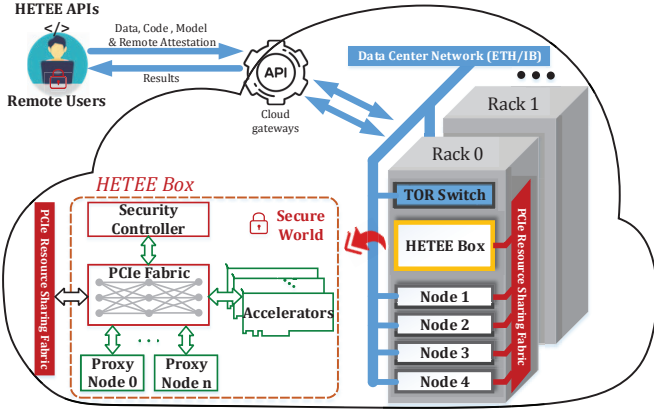 HETEE APIs
</>
Remote Users
Data, Code , Model
& Remote Attestation
Results
API
Cloud
gateways
Data Center Network (ETH/IB)
Rack 1
Rack 0
TOR Switch
HETEE Box
Node 1
Node 2
Node 3
Node 4
PCIe Resource Sharing Fabric
HETEE Box
Secure
World
Security
Controller
PCIe Fabric
Accelerators
Proxy
Node 0
Proxy
Node n
PCIe Resource Sharing Fabric